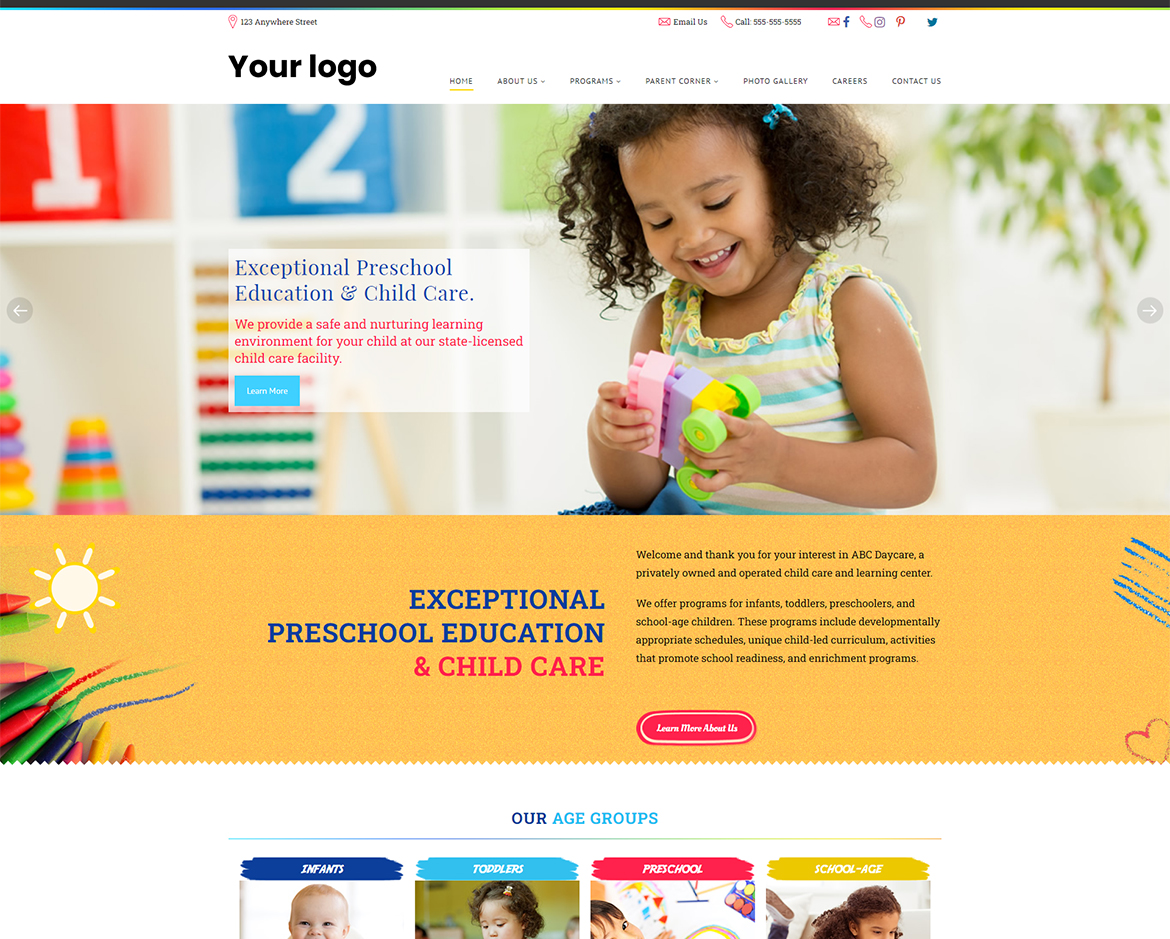 123 Anywhere Street
Email Us
Call: 555-555-5555
Your logo
HOME
ABOUT US
PROGRAMS
PARENT CORNER
PHOTO GALLERY
CAREERS
CONTACT US
1
2
Exceptional Preschool
Education & Child Care.
We provide a safe and nurturing learning
environment for your child at our state-licensed
child care facility.
Learn More
EXCEPTIONAL
PRESCHOOL EDUCATION
& CHILD CARE
Welcome and thank you for your interest in ABC Daycare, a
privately owned and operated child care and learning center.
We offer programs for infants, toddlers, preschoolers, and
school-age children. These programs include developmentally
appropriate schedules, unique child-led curriculum, activities
that promote school readiness, and enrichment programs.
Learn More About Us
OUR AGE GROUPS
INFANTS
TODDLERS
PRESCHOOL
SCHOOL-AGE